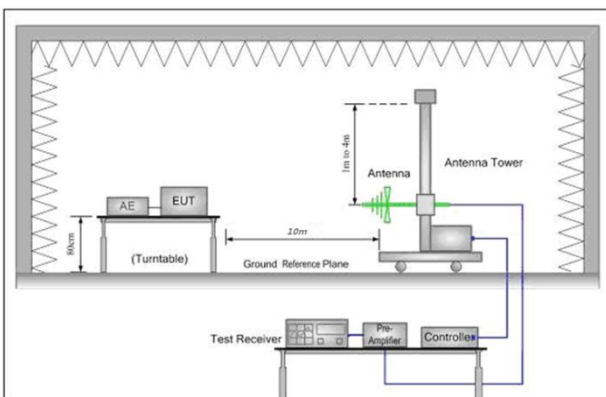 1m to 4m
Antenna
Antenna Tower
AE
EUT
80cm
(Turntable)
10m
Ground Reference Plane
Test Receiver
Pre-
Amplifier
Controller